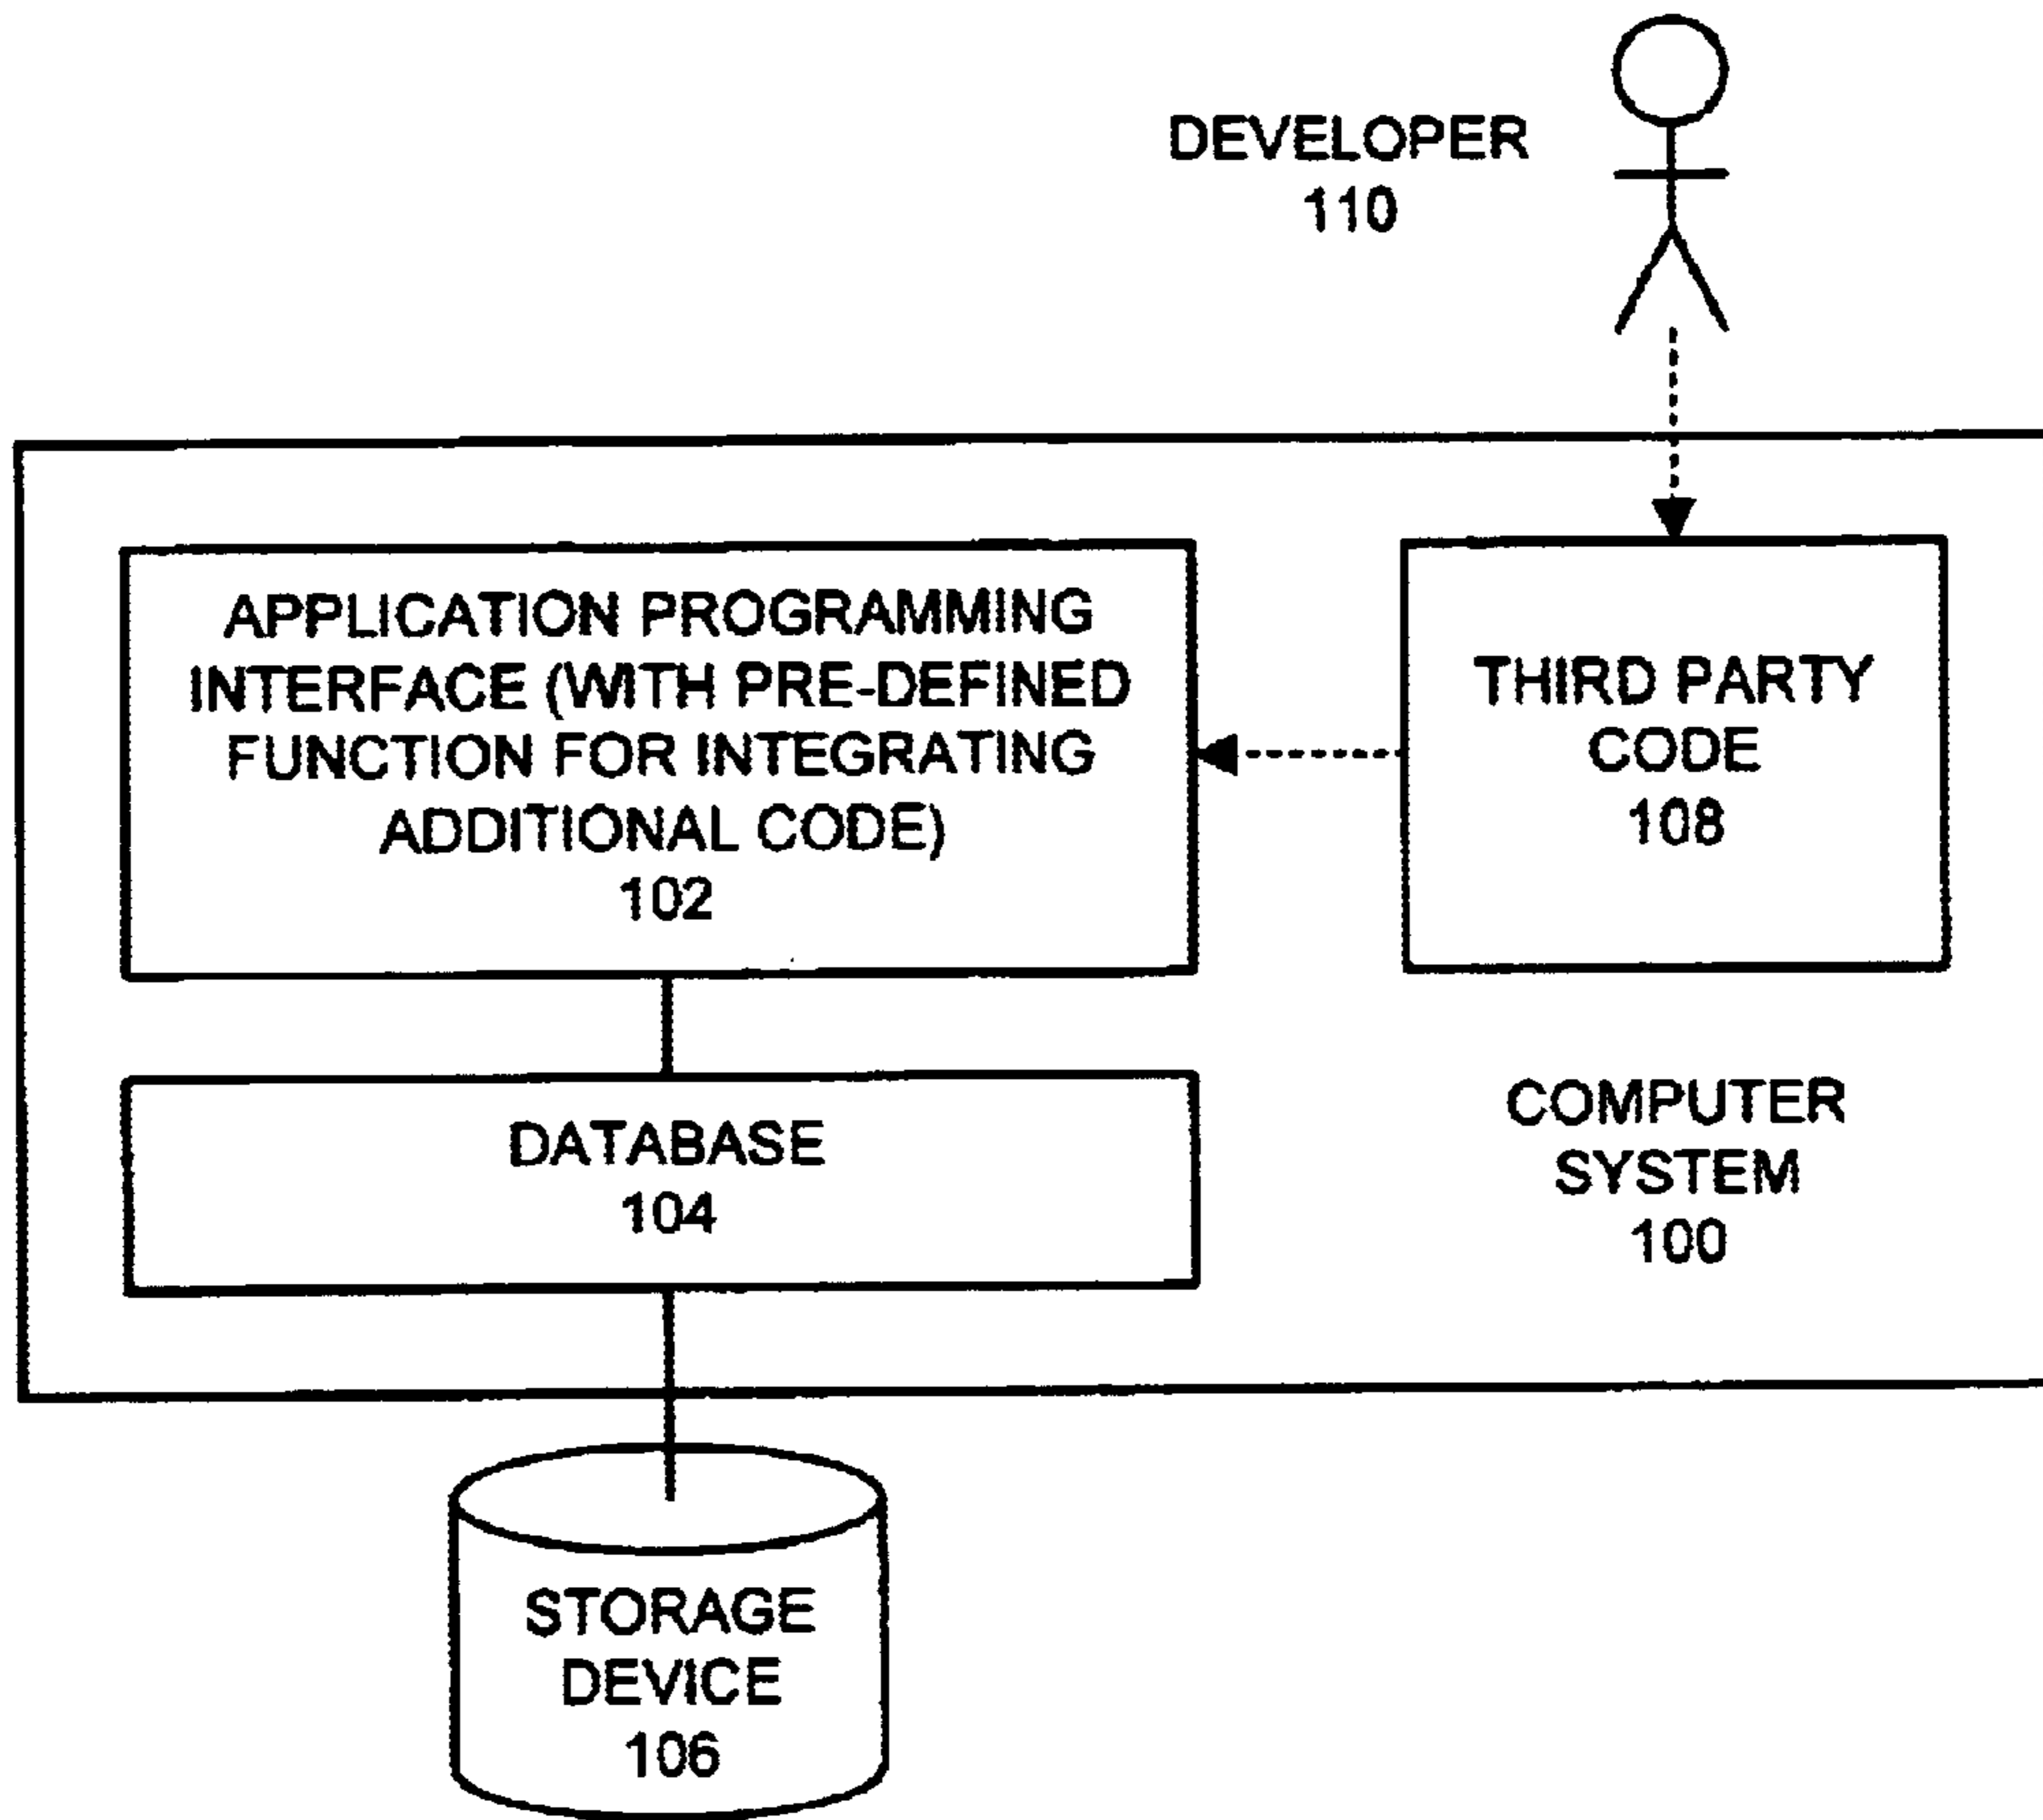 DEVELOPER
110
APPLICATION PROGRAMMING
INTERFACE (WITH PRE-DEFINED
FUNCTION FOR INTEGRATING
ADDITIONAL CODE)
102
THIRD PARTY
CODE
108
DATABASE
104
COMPUTER
SYSTEM
100
STORAGE
DEVICE
106